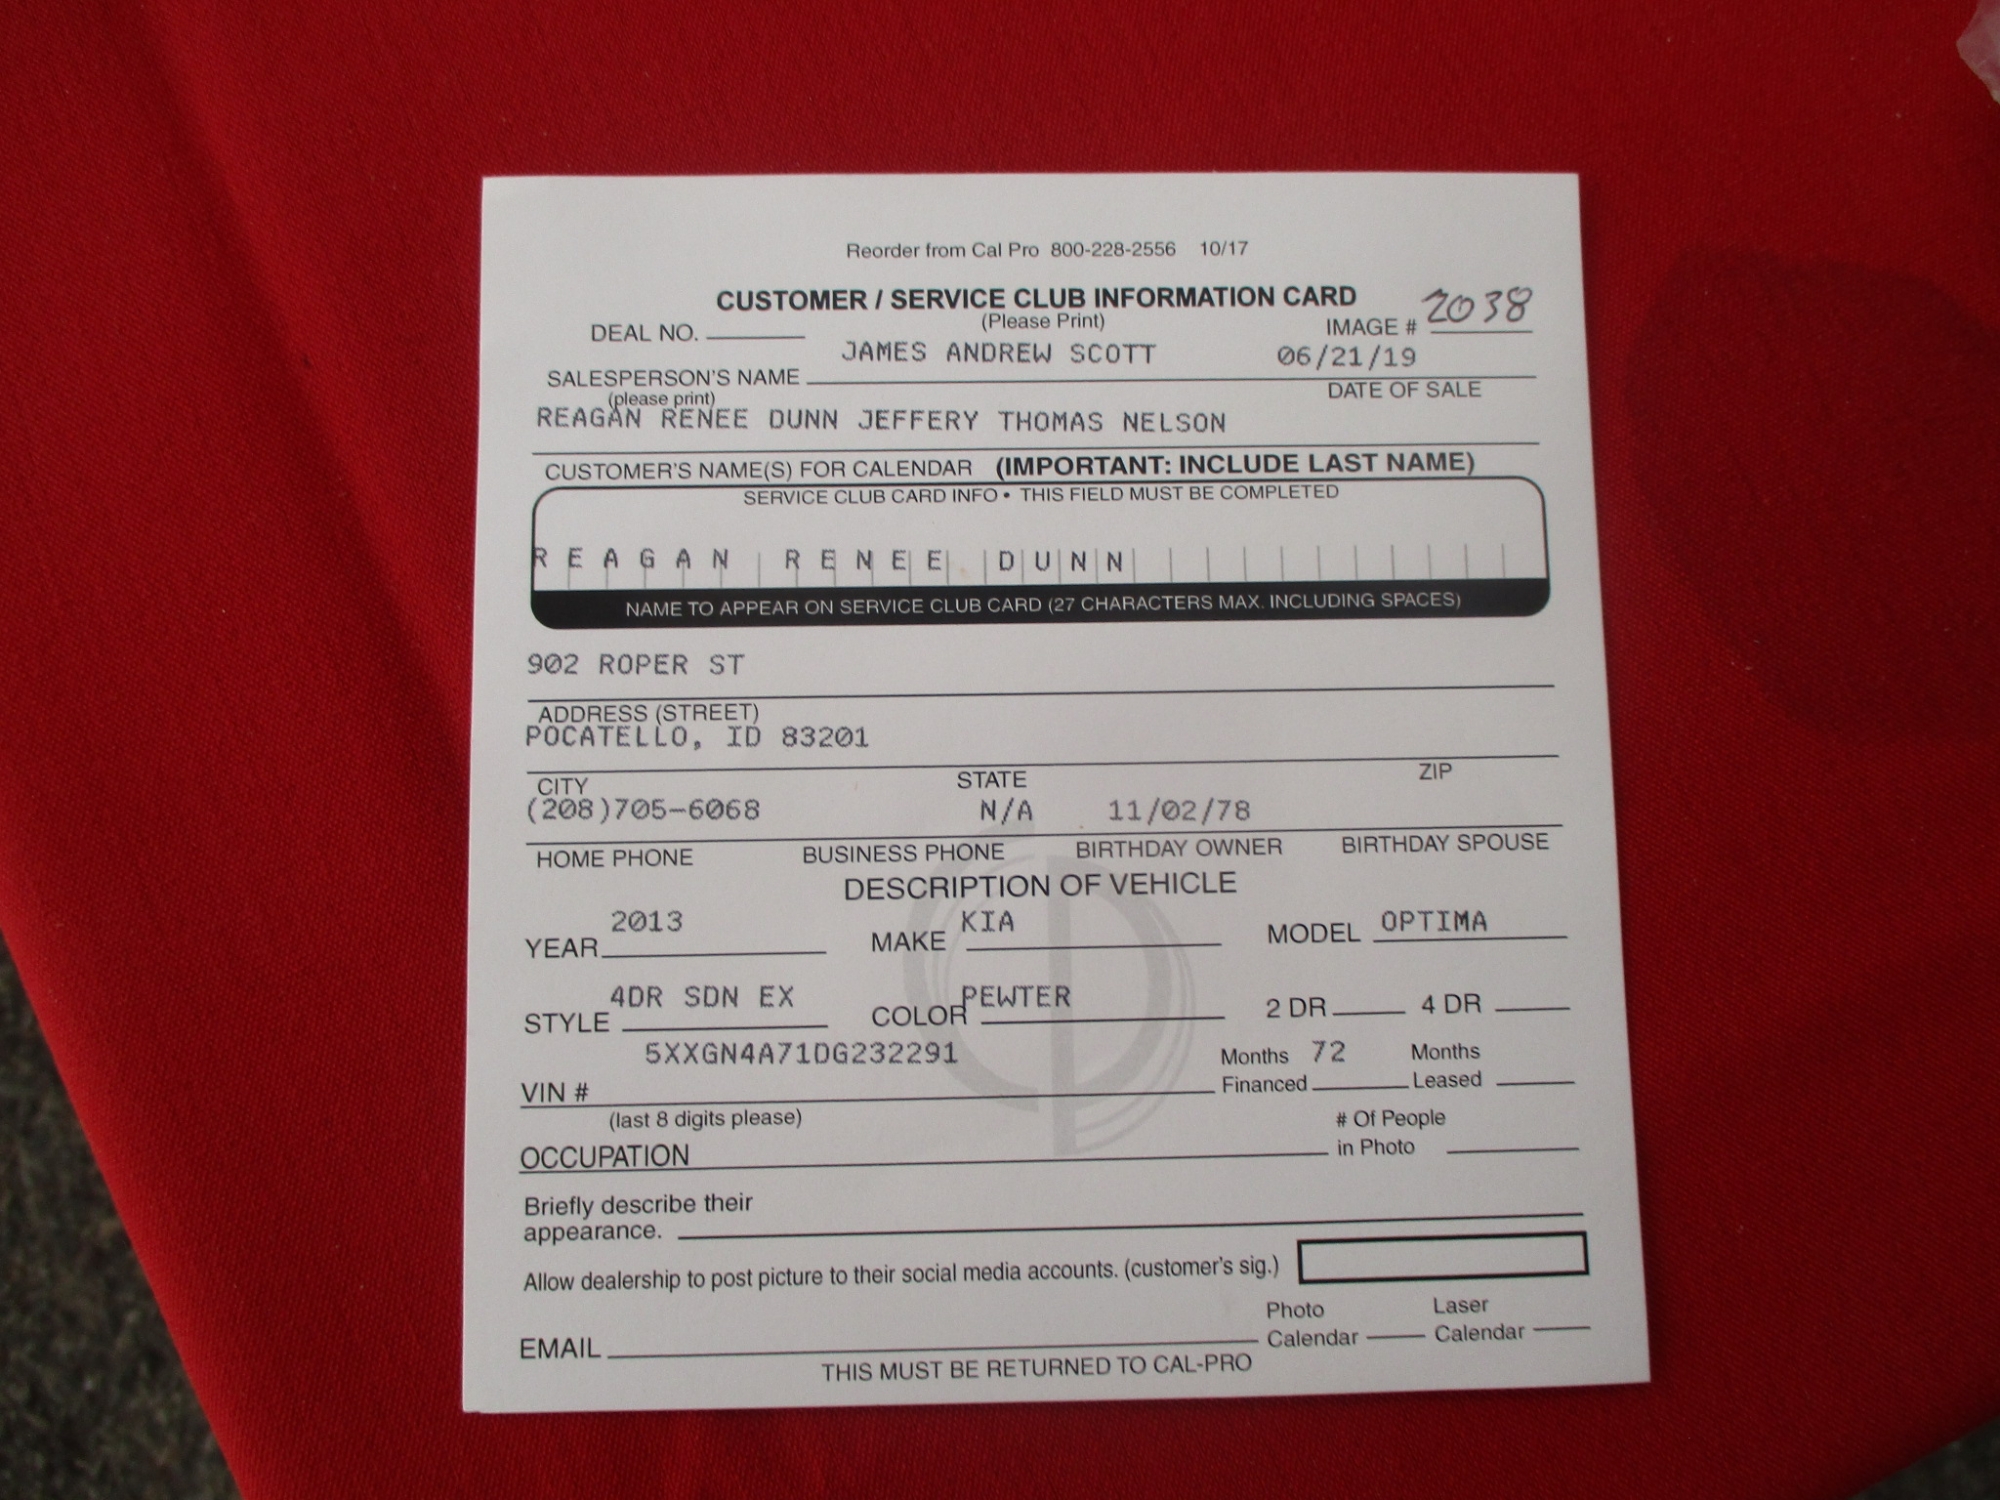 Reorder from Cal Pro 800-228-2556 10/17
CUSTOMER / SERVICE CLUB INFORMATION CARD
(Please Print)
DEAL NO. IMAGE # 2038
JAMES ANDREW SCOTT 06/21/19
SALESPERSON'S NAME DATE OF SALE
(please print)
REAGAN RENEE DUNN JEFFERY THOMAS NELSON
CUSTOMER'S NAME(S) FOR CALENDAR (IMPORTANT: INCLUDE LAST NAME)
SERVICE CLUB CARD INFO • THIS FIELD MUST BE COMPLETED
REAGAN RENEE DUNN
NAME TO APPEAR ON SERVICE CLUB CARD (27 CHARACTERS MAX. INCLUDING SPACES)
902 ROPER ST
ADDRESS (STREET)
POCATELLO, ID 83201
CITY STATE ZIP
(208)705-6068 N/A 11/02/78
HOME PHONE BUSINESS PHONE BIRTHDAY OWNER BIRTHDAY SPOUSE
DESCRIPTION OF VEHICLE
YEAR 2013 MAKE KIA MODEL OPTIMA
STYLE 4DR SDN EX COLOR PEWTER 2 DR 4 DR
5XXGN4A71DG232291 Months 72 Months
VIN # Financed Leased
(last 8 digits please) # Of People
OCCUPATION in Photo
Briefly describe their
appearance.
Allow dealership to post picture to their social media accounts. (customer's sig.)
Photo Laser
EMAIL Calendar Calendar
THIS MUST BE RETURNED TO CAL-PRO